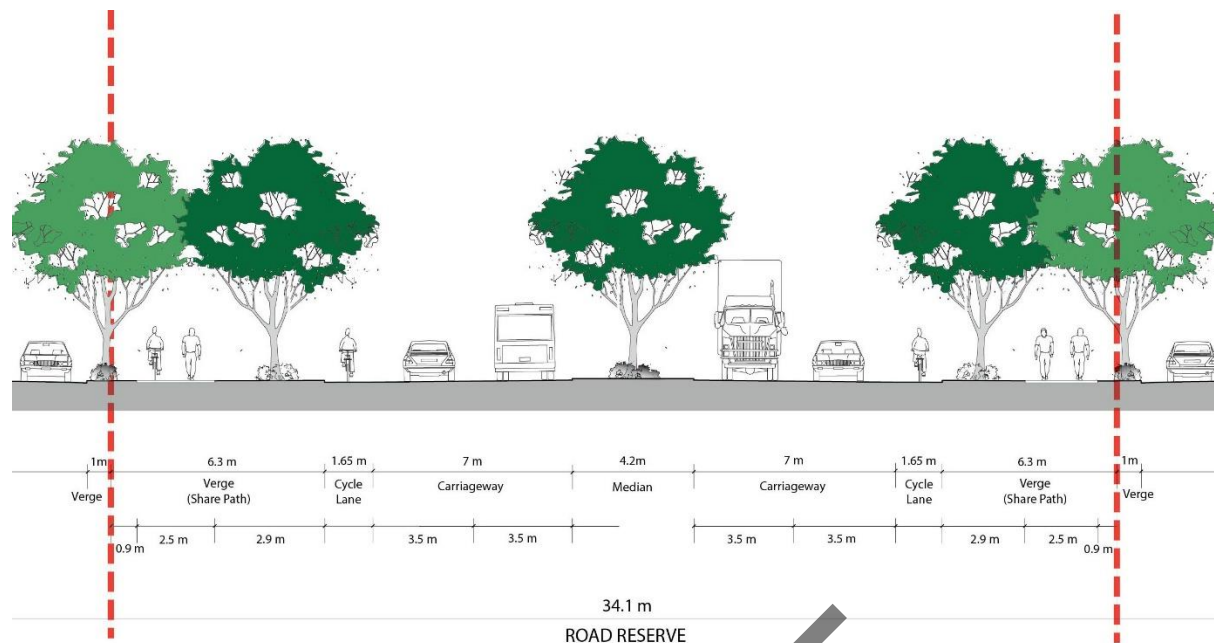 1m 6.3 m 1.65 m 7 m 4.2m 7 m 1.65 m 6.3 m 1m
Verge Verge Cycle Carriageway Median Carriageway Cycle Verge Verge
(Share Path) Lane Lane (Share Path)
0.9 m 2.5 m 2.9 m 3.5 m 3.5 m 3.5 m 3.5 m 2.9 m 2.5 m 0.9 m
34.1 m
ROAD RESERVE